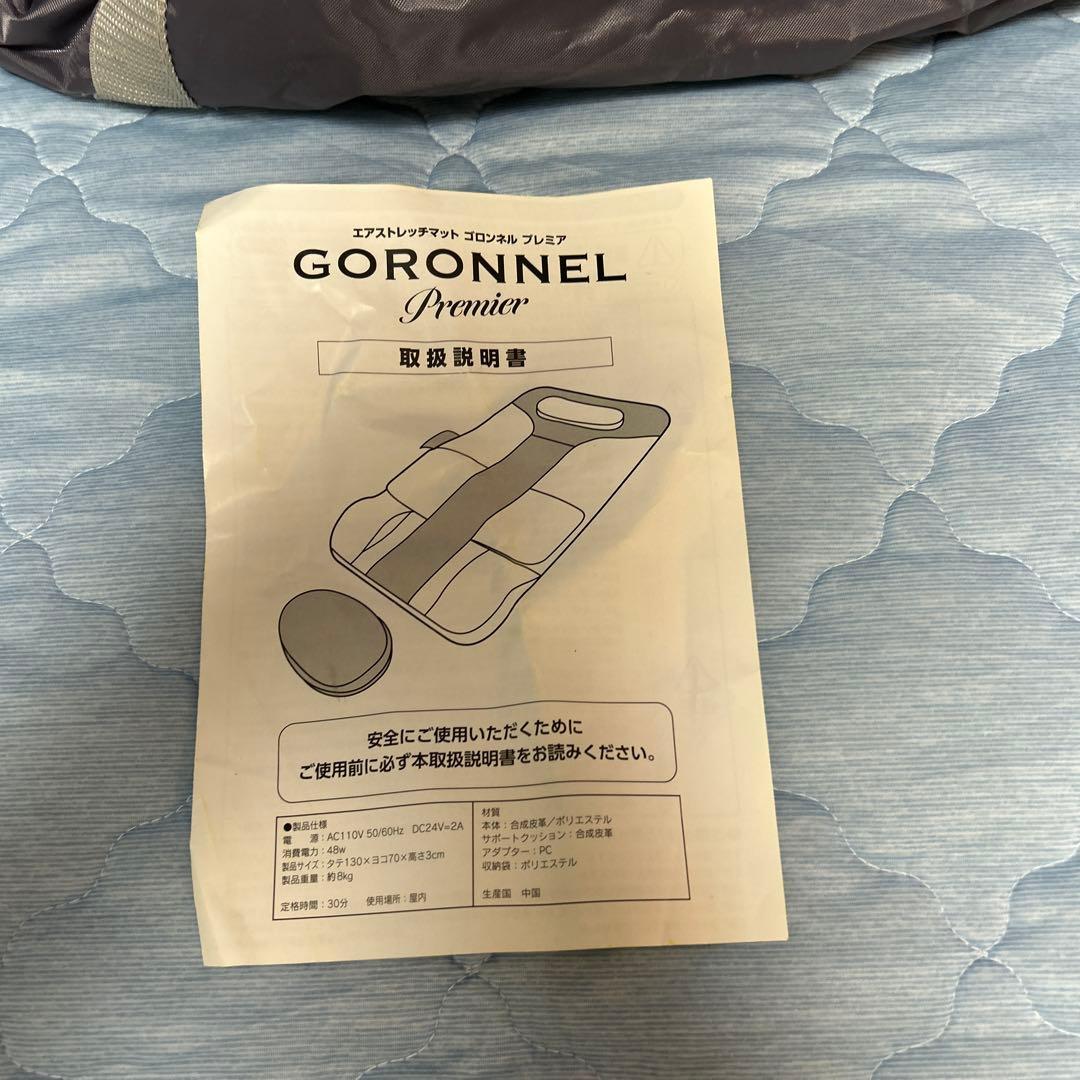 エアストレッチマット ゴロンネル プレミア
GORONNEL
Premier
取扱説明書
安全にご使用いただくために
ご使用前に必ず本取扱説明書をお読みください。
●製品仕様
電　源：AC110V 50/60Hz　DC24V=2A
消費電力：48w
製品サイズ：タテ130×ヨコ70×高さ3cm
製品重量：約8kg
定格時間：30分　使用場所：屋内
材質
本体：合成皮革／ポリエステル
サポートクッション：合成皮革
アダプター：PC
収納袋：ポリエステル
生産国　中国